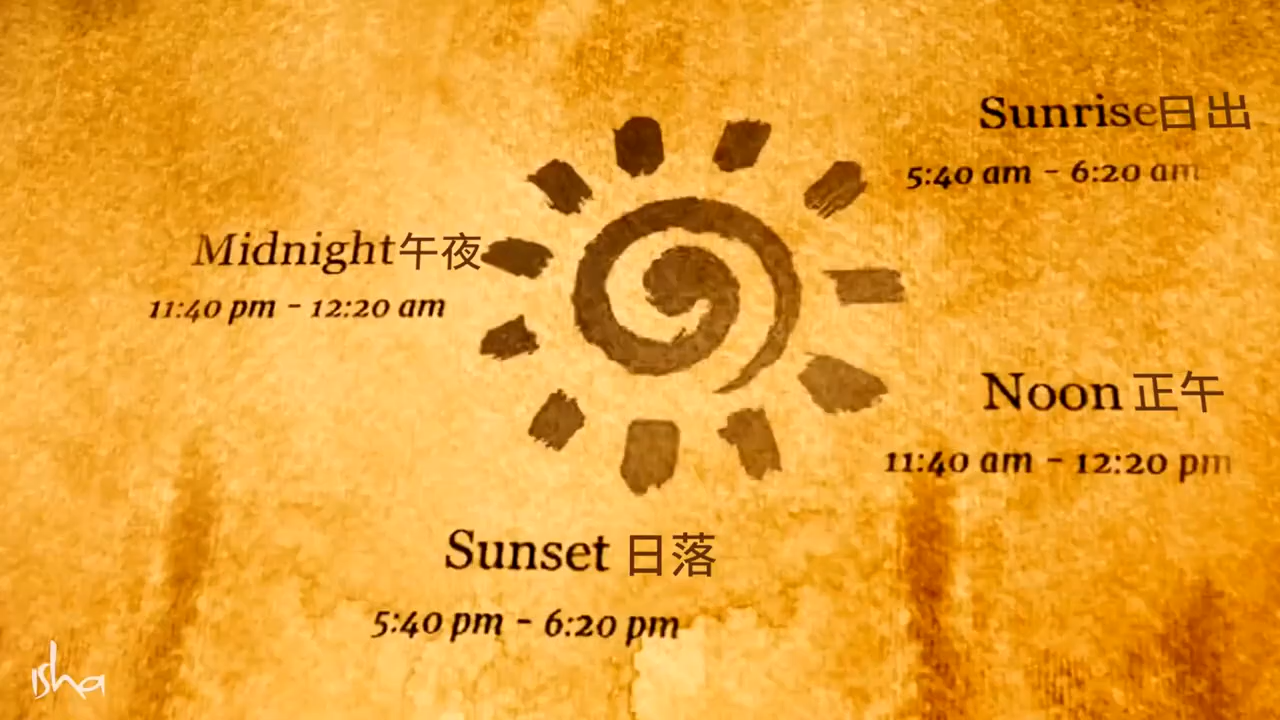 Sunrise日出
5:40 am - 6:20 am
Midnight午夜
11:40 pm - 12:20 am
Noon 正午
11:40 am - 12:20 pm
Sunset 日落
5:40 pm - 6:20 pm
isha